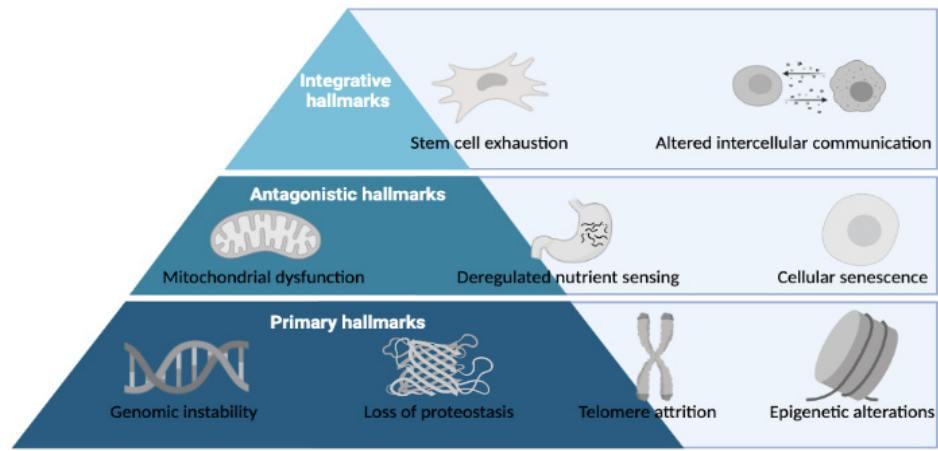 Integrative
hallmarks
Stem cell exhaustion
Altered intercellular communication
Antagonistic hallmarks
Mitochondrial dysfunction
Deregulated nutrient sensing
Cellular senescence
Primary hallmarks
Genomic instability
Loss of proteostasis
Telomere attrition
Epigenetic alterations